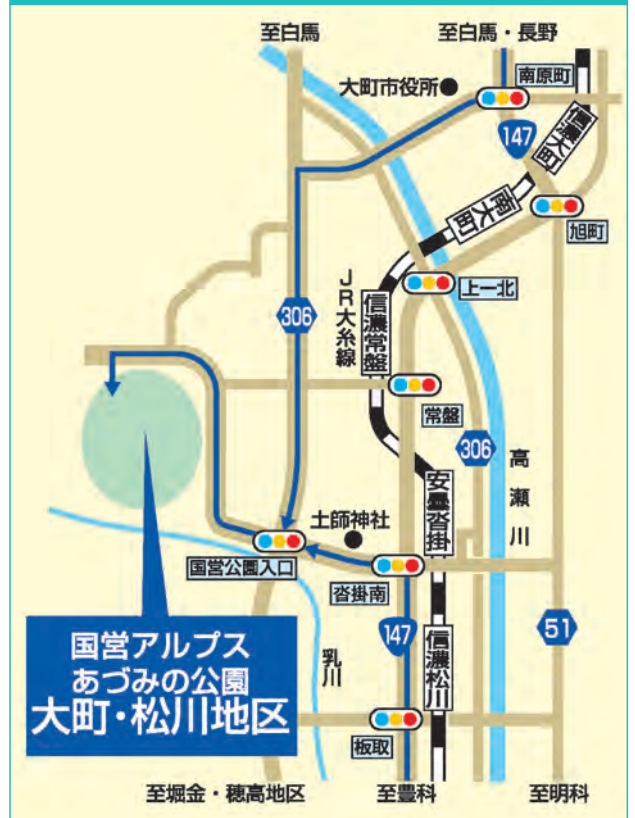 至白馬
至白馬・長野
南原町
大町市役所
147
信濃大町
南大町
旭町
上一北
JR大糸線
信濃常盤
306
常盤
306
高瀬川
安曇沓掛
土師神社
国営公園入口
沓掛南
147
信濃松川
51
乳川
国営アルプス
あづみの公園
大町・松川地区
板取
至堀金・穂高地区
至豊科
至明科